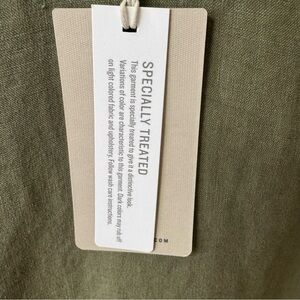 SPECIALLY TREATED
This garment is specially treated to give it a distinctive look.
Variations of color are characteristic to this garment. Dark colors may rub off
on light colored fabric and upholstery. Follow wash care instructions.
COM